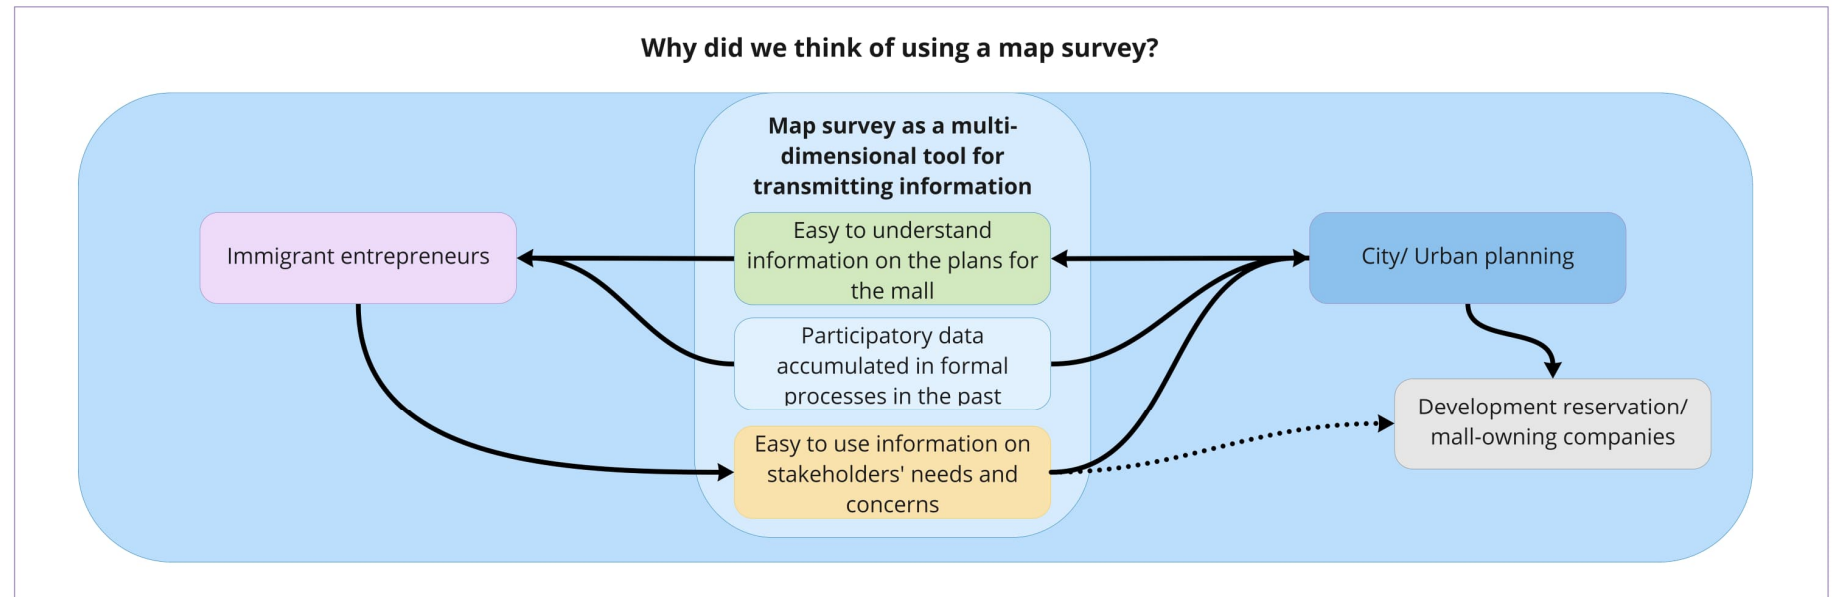 Why did we think of using a map survey?
Map survey as a multi-
dimensional tool for
transmitting information
Immigrant entrepreneurs
Easy to understand
information on the plans for
the mall
City/ Urban planning
Participatory data
accumulated in formal
processes in the past
Development reservation/
mall-owning companies
Easy to use information on
stakeholders' needs and
concerns